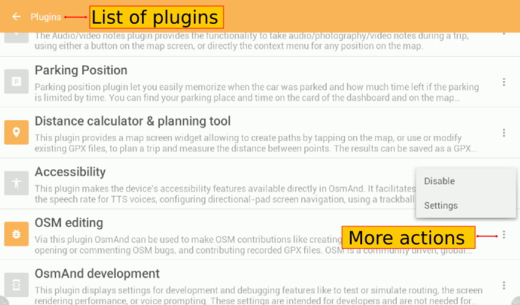 Plugins
List of plugins
The Audio/video notes plugin provides the functionality to take audio/photography/video notes during a trip,
using either a button on the map screen, or directly the context menu for any position on the map.
Parking Position
Parking position plugin let you easily memorize when the car was parked and how much time left if the parking
is limited by time. You can find your parking place and time on the card of the dashboard and on the map...
Distance calculator & planning tool
This plugin provides a map screen widget allowing to create paths by tapping on the map, or use or modify
existing GPX files, to plan a trip and measure the distance between points. The results can be saved as a GPX...
Accessibility
This plugin makes the device's accessibility features available directly in OsmAnd. It facilitates
the speech rate for TTS voices, configuring directional-pad screen navigation, using a trackball
Disable
Settings
OSM editing
Via this plugin OsmAnd can be used to make OSM contributions like creating
opening or commenting OSM bugs, and contributing recorded GPX files. OSM is a community driven, global...
More actions
OsmAnd development
This plugin displays settings for development and debugging features like to test or simulate routing, the screen
rendering performance, or voice prompting. These settings are intended for developers and are not needed for